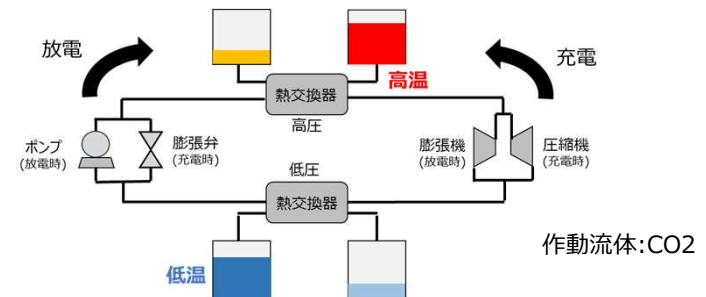 放電
充電
高温
熱交換器
高圧
ポンプ
(放電時)
膨張弁
(充電時)
膨張機
(放電時)
圧縮機
(充電時)
低圧
熱交換器
低温
作動流体:CO2